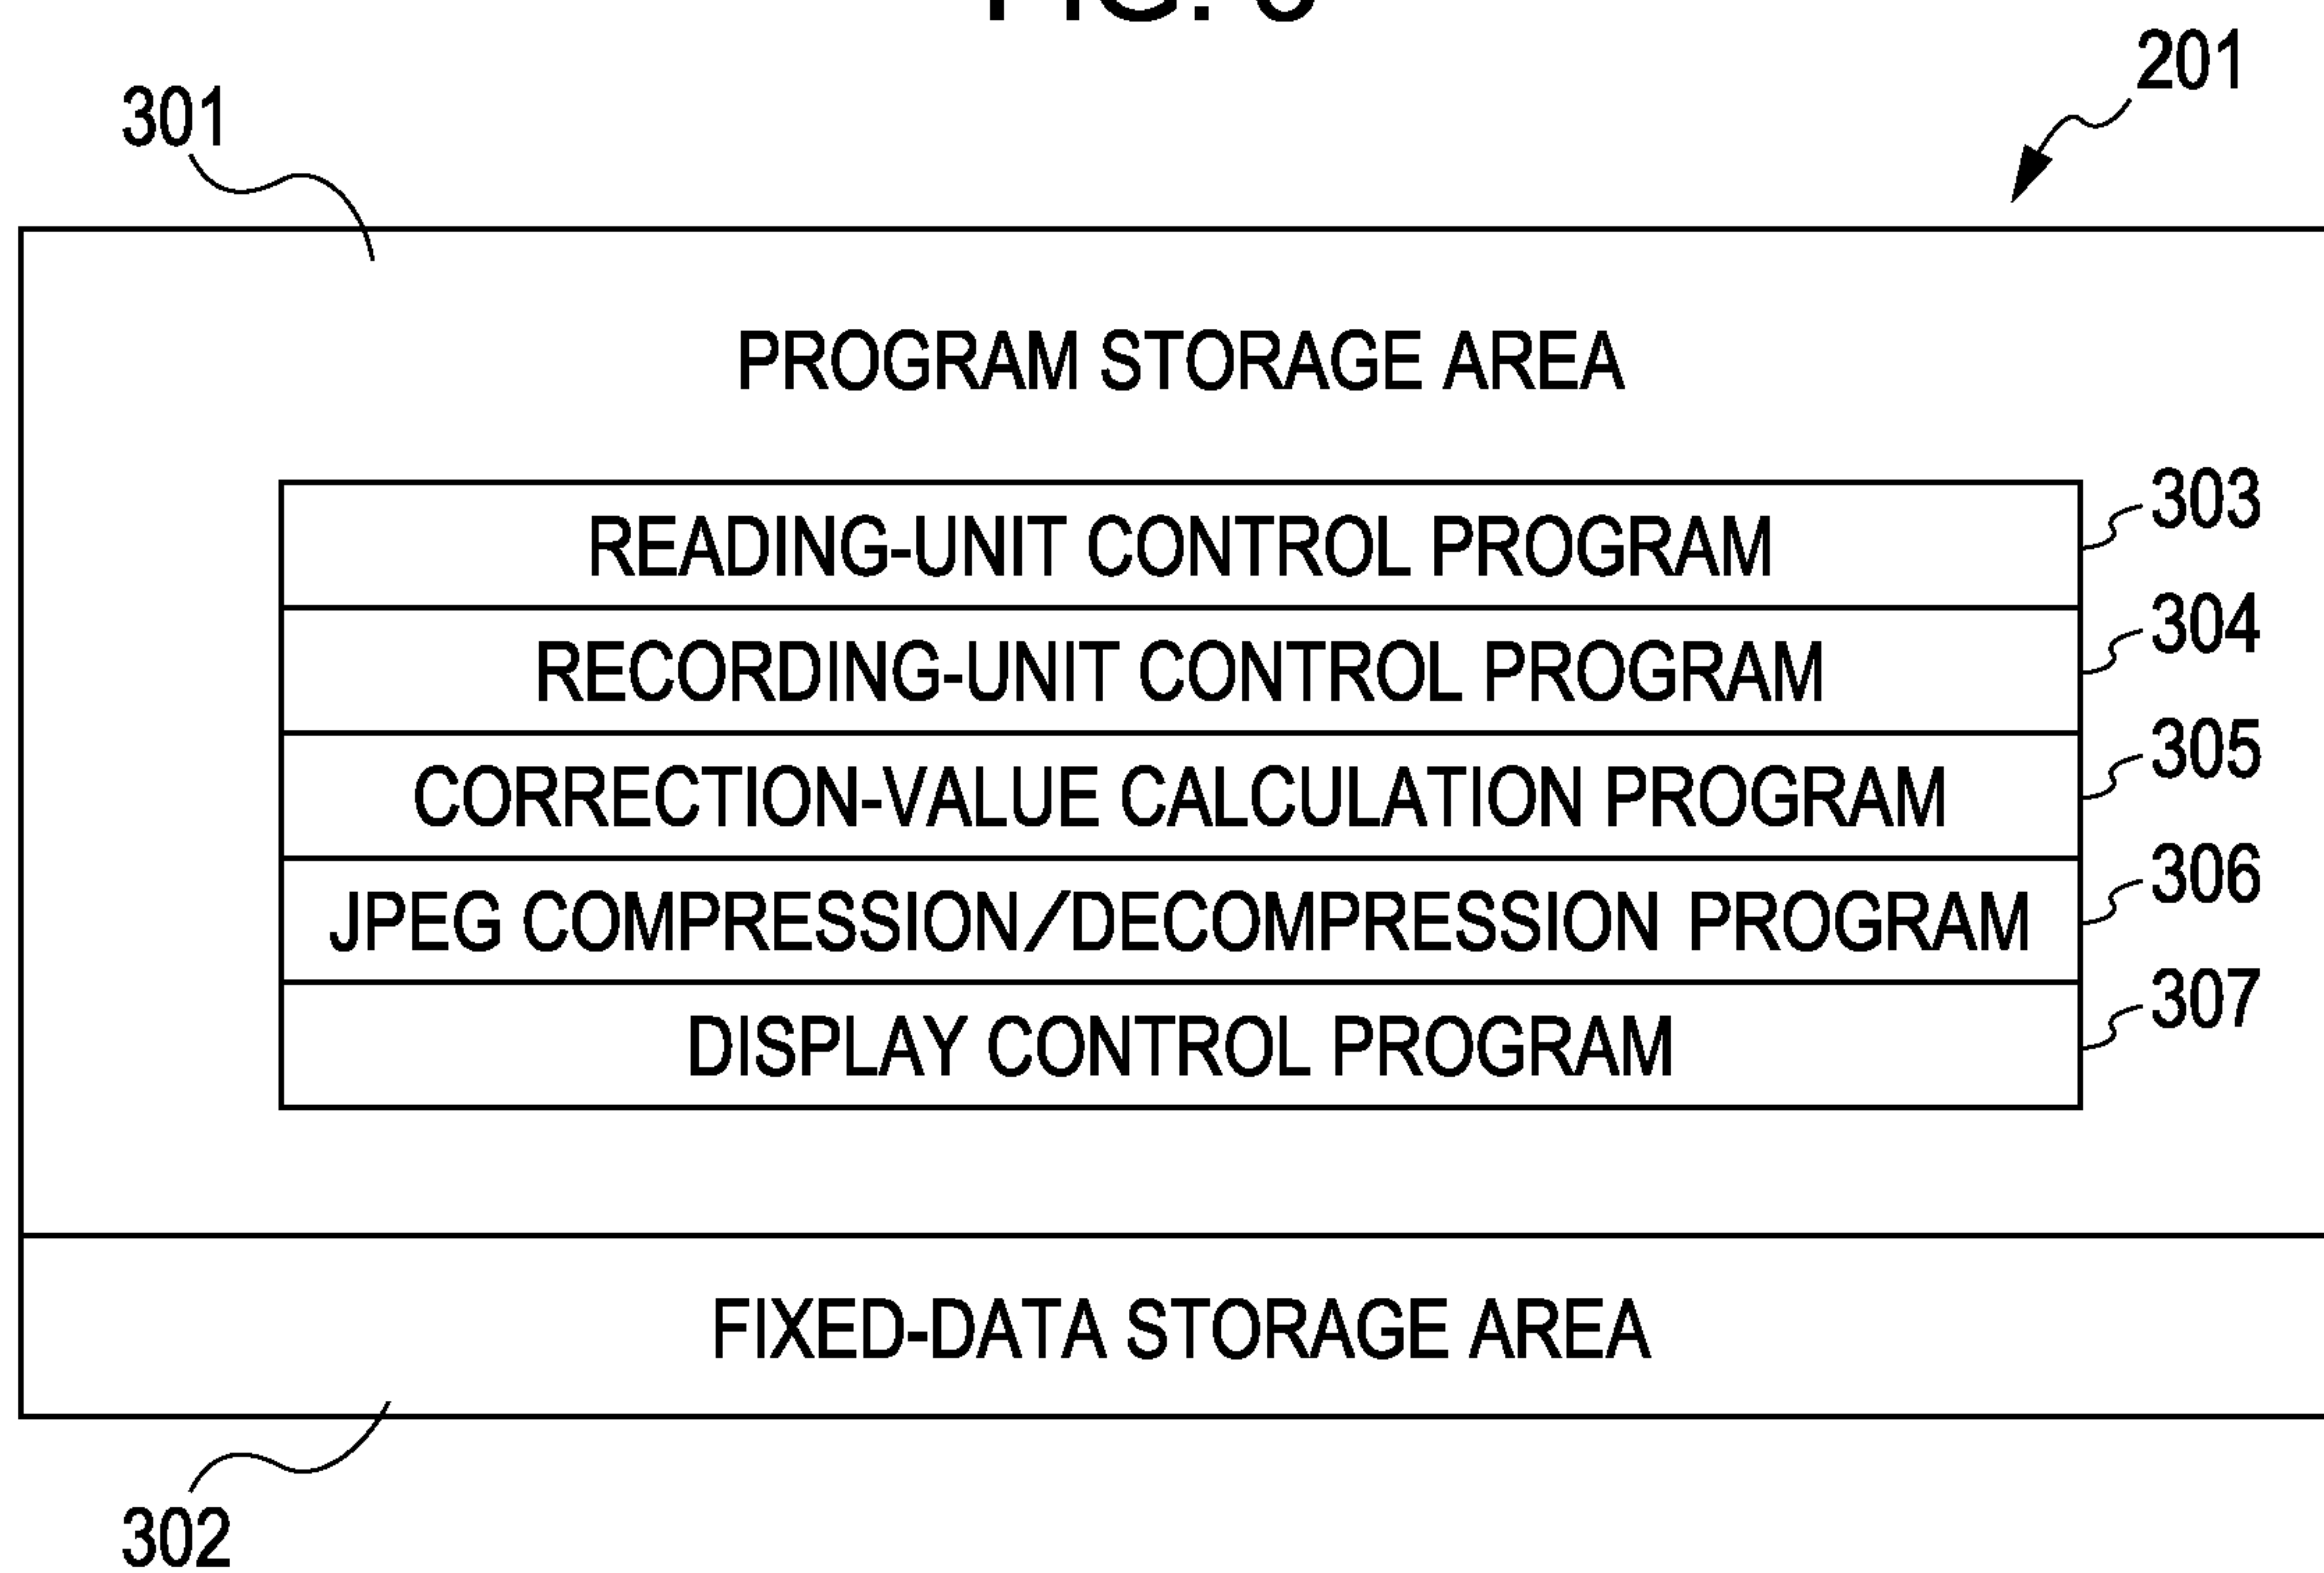 201
301
PROGRAM STORAGE AREA
READING-UNIT CONTROL PROGRAM
303
RECORDING-UNIT CONTROL PROGRAM
304
CORRECTION-VALUE CALCULATION PROGRAM
305
JPEG COMPRESSION/DECOMPRESSION PROGRAM
306
DISPLAY CONTROL PROGRAM
307
FIXED-DATA STORAGE AREA
302